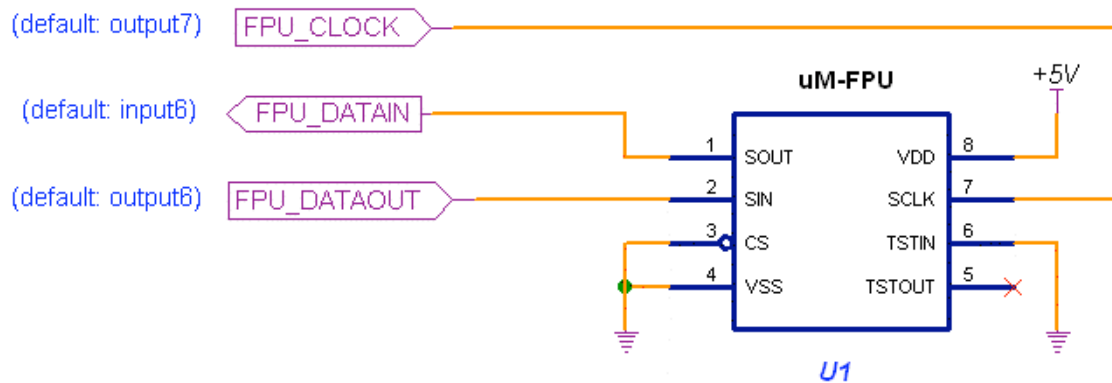 (default: output7) FPU_CLOCK
uM-FPU
+5V
(default: input6) FPU_DATAIN
1 SOUT VDD 8
(default: output6) FPU_DATAOUT
2 SIN SCLK 7
3 CS TSTIN 6
4 VSS TSTOUT 5
U1